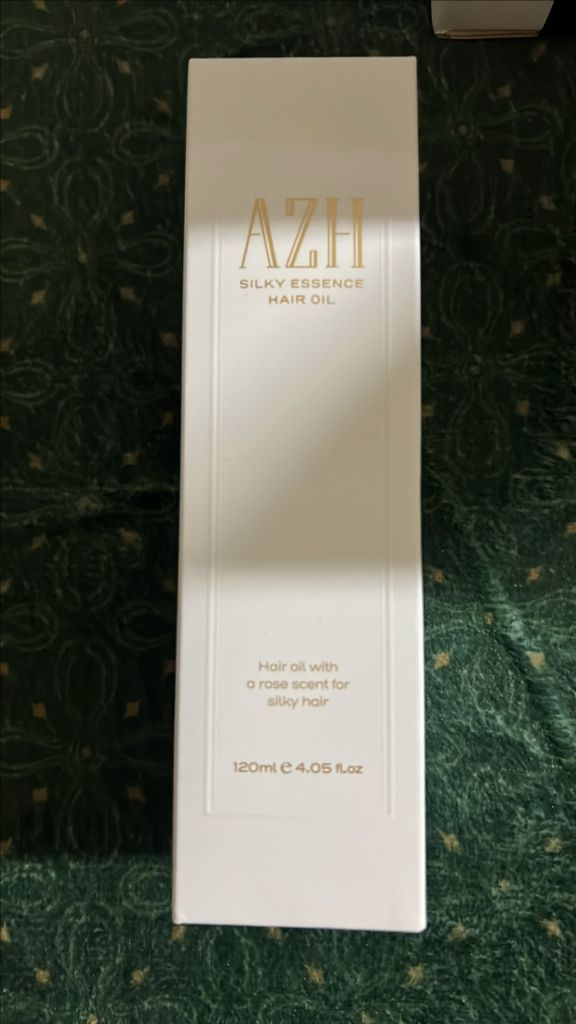 AZH
SILKY ESSENCE
HAIR OIL
Hair oil with
a rose scent for
silky hair
120ml e 4.05 fl.oz